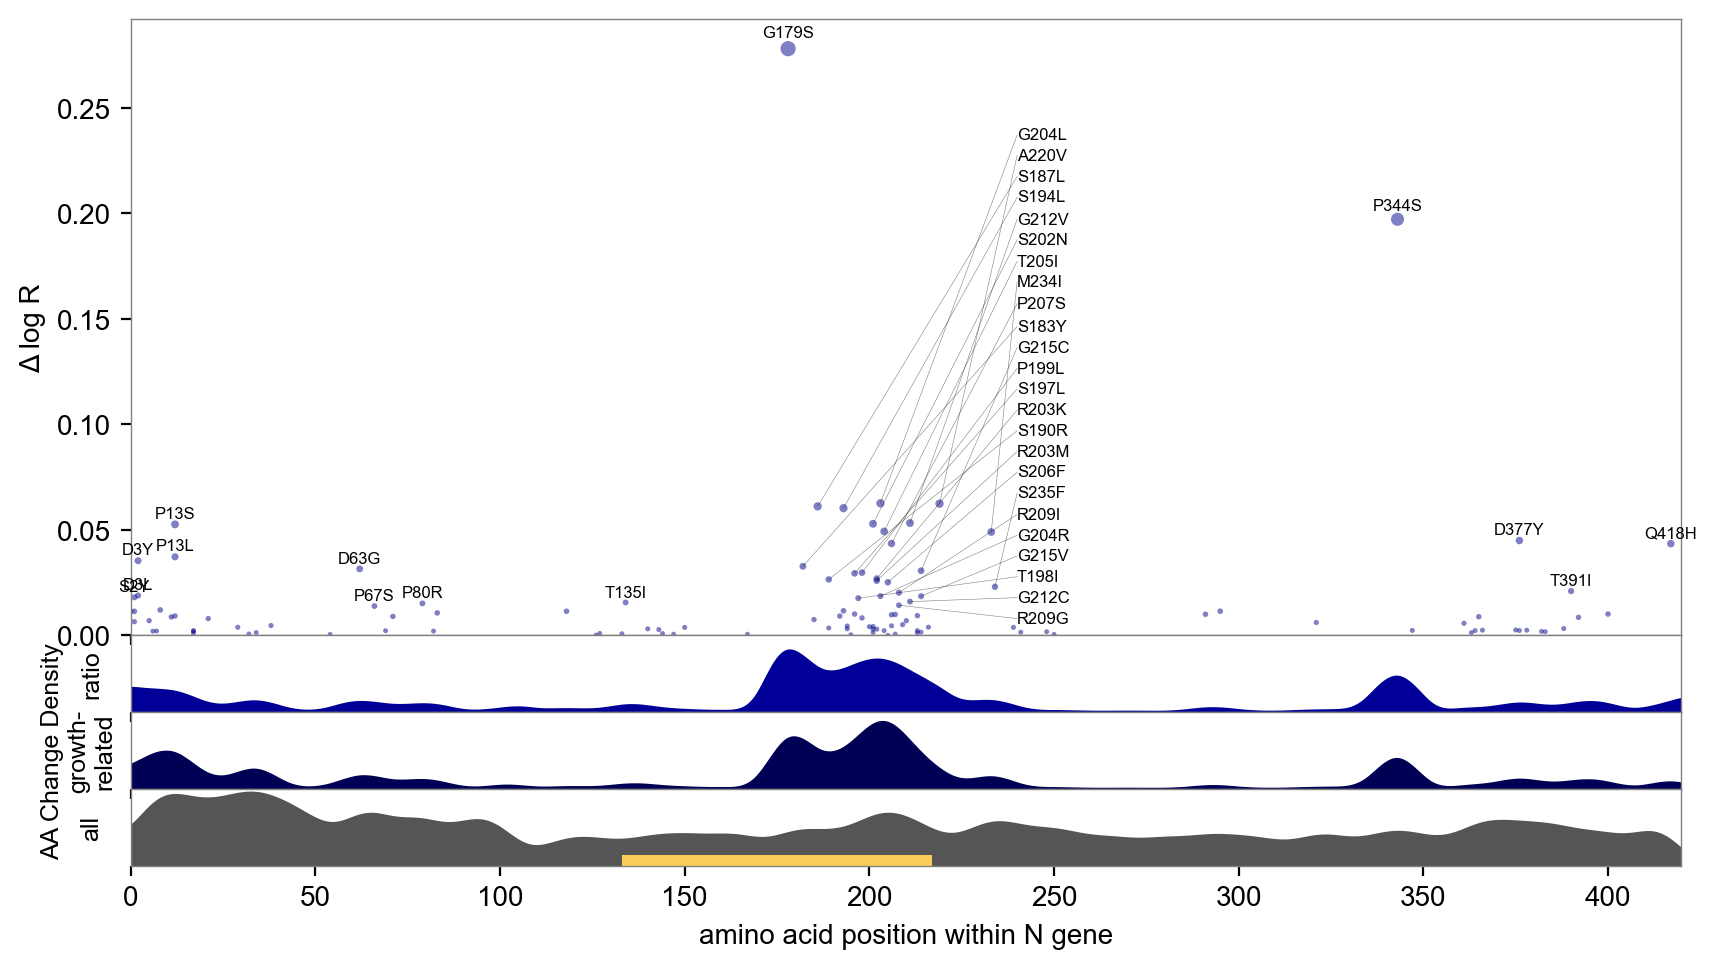 G179S
0.25
G204L
A220V
S187L
S194L
0.20
P344S
G212V
S202N
T205I
M234I
P207S
0.15
S183Y
G215C
P199L
S197L
R203K
0.10
S190R
R203M
S206F
S235F
R209I
G204R
G215V
T198I
G212C
R209G
Δ log R
P13S
0.05
D3Y
P13L
D63G
D3L
S2Y
P67S
P80R
T135I
D377Y
Q418H
T391I
0.00
AA Change Density
ratio
growth-
related
all
0 50 100 150 200 250 300 350 400
amino acid position within N gene